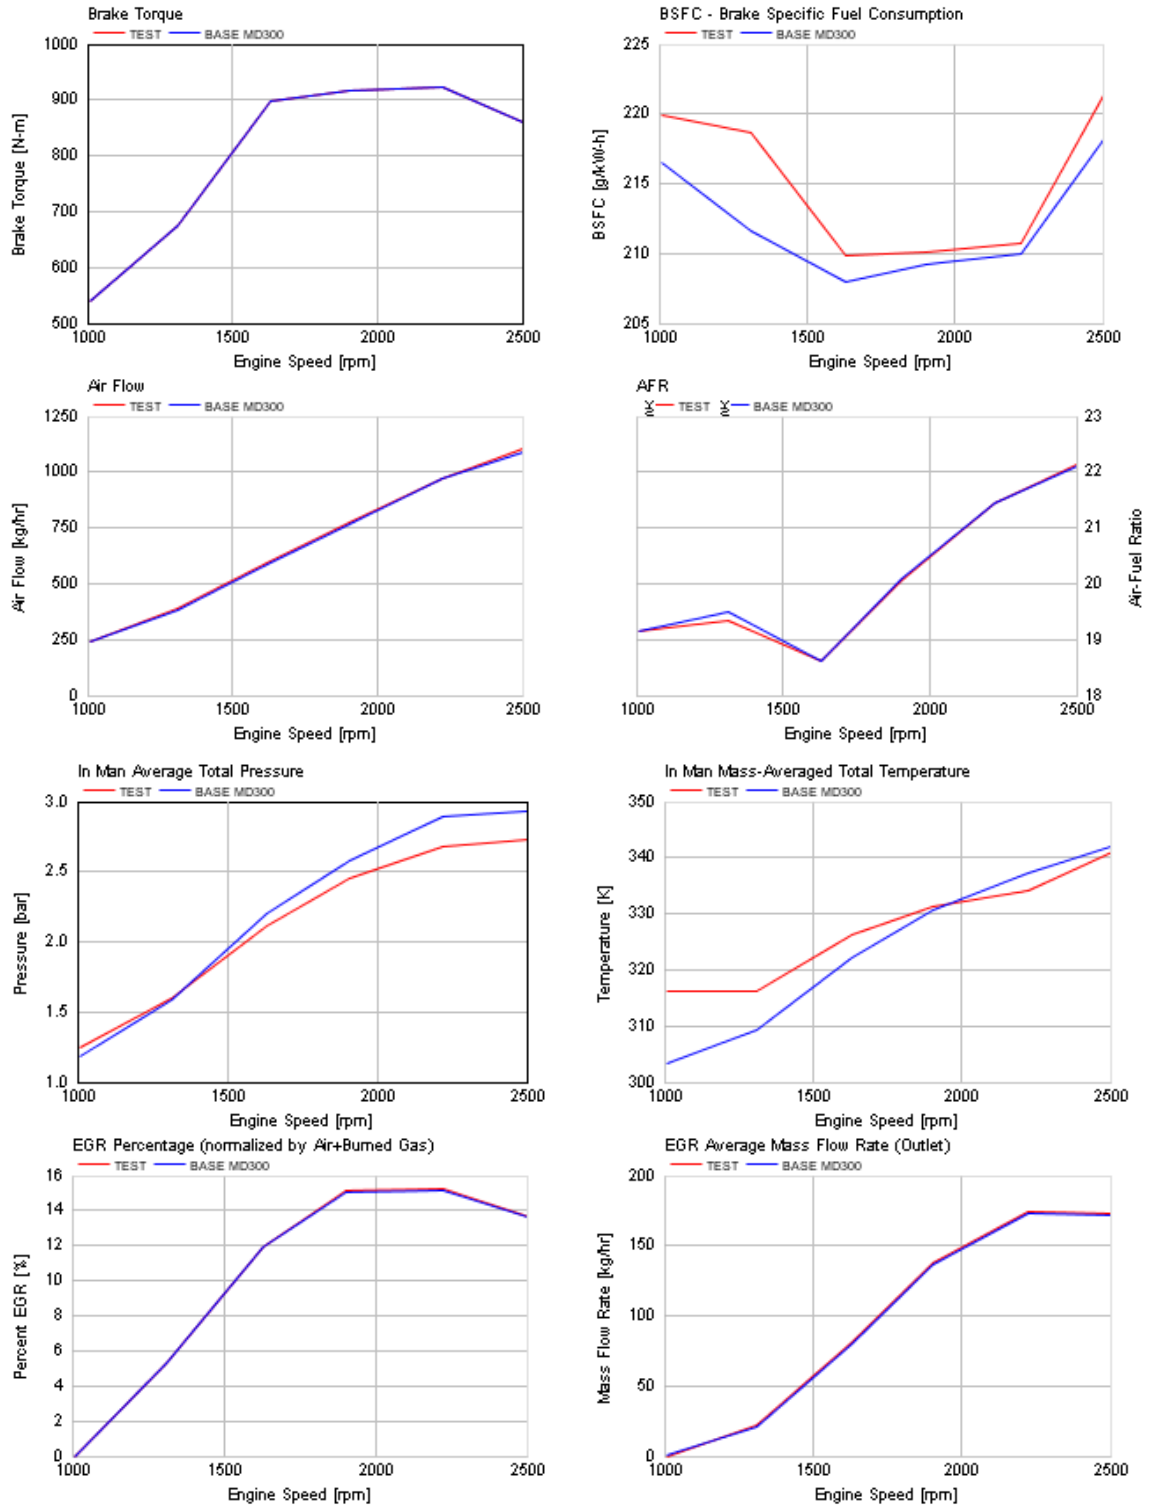 Brake Torque
TEST BASE MD300
1000
900
800
700
600
500
Brake Torque [N-m]
1000 1500 2000 2500
Engine Speed [rpm]
BSFC - Brake Specific Fuel Consumption
TEST BASE MD300
225
220
215
210
205
BSFC [g/kW-h]
1000 1500 2000 2500
Engine Speed [rpm]
Air Flow
TEST BASE MD300
1250
1000
750
500
250
0
Air Flow [kg/hr]
1000 1500 2000 2500
Engine Speed [rpm]
AFR
TEST BASE MD300
23
22
21
20
19
18
Air-Fuel Ratio
1000 1500 2000 2500
Engine Speed [rpm]
In Man Average Total Pressure
TEST BASE MD300
3.0
2.5
2.0
1.5
1.0
Pressure [bar]
1000 1500 2000 2500
Engine Speed [rpm]
In Man Mass-Averaged Total Temperature
TEST BASE MD300
350
340
330
320
310
300
Temperature [K]
1000 1500 2000 2500
Engine Speed [rpm]
EGR Percentage (normalized by Air+Burned Gas)
TEST BASE MD300
16
14
12
10
8
6
4
2
0
Percent EGR [%]
1000 1500 2000 2500
Engine Speed [rpm]
EGR Average Mass Flow Rate (Outlet)
TEST BASE MD300
200
150
100
50
0
Mass Flow Rate [kg/hr]
1000 1500 2000 2500
Engine Speed [rpm]